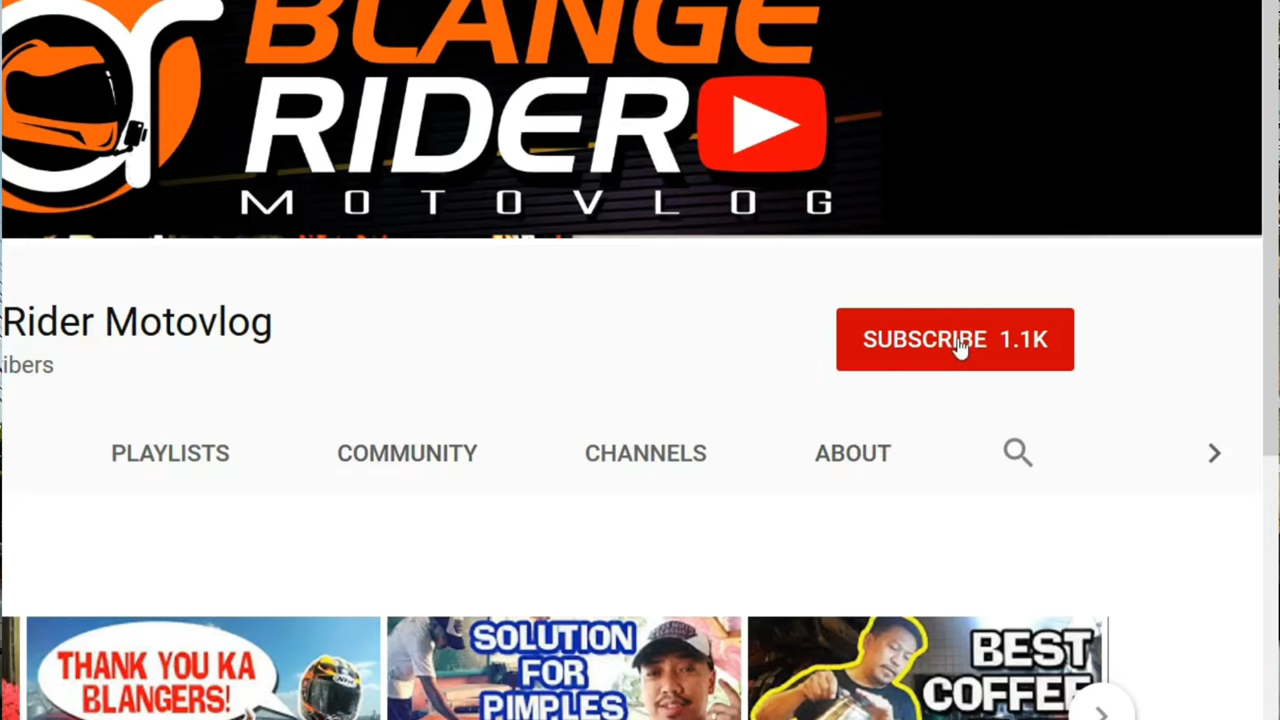 BLANGE
RIDER
MOTOVLOG
Rider Motovlog
ibers
SUBSCRIBE 1.1K
PLAYLISTS COMMUNITY CHANNELS ABOUT
THANK YOU KA
BLANGERS!
SOLUTION
FOR
PIMPLES
BEST
COFFEE